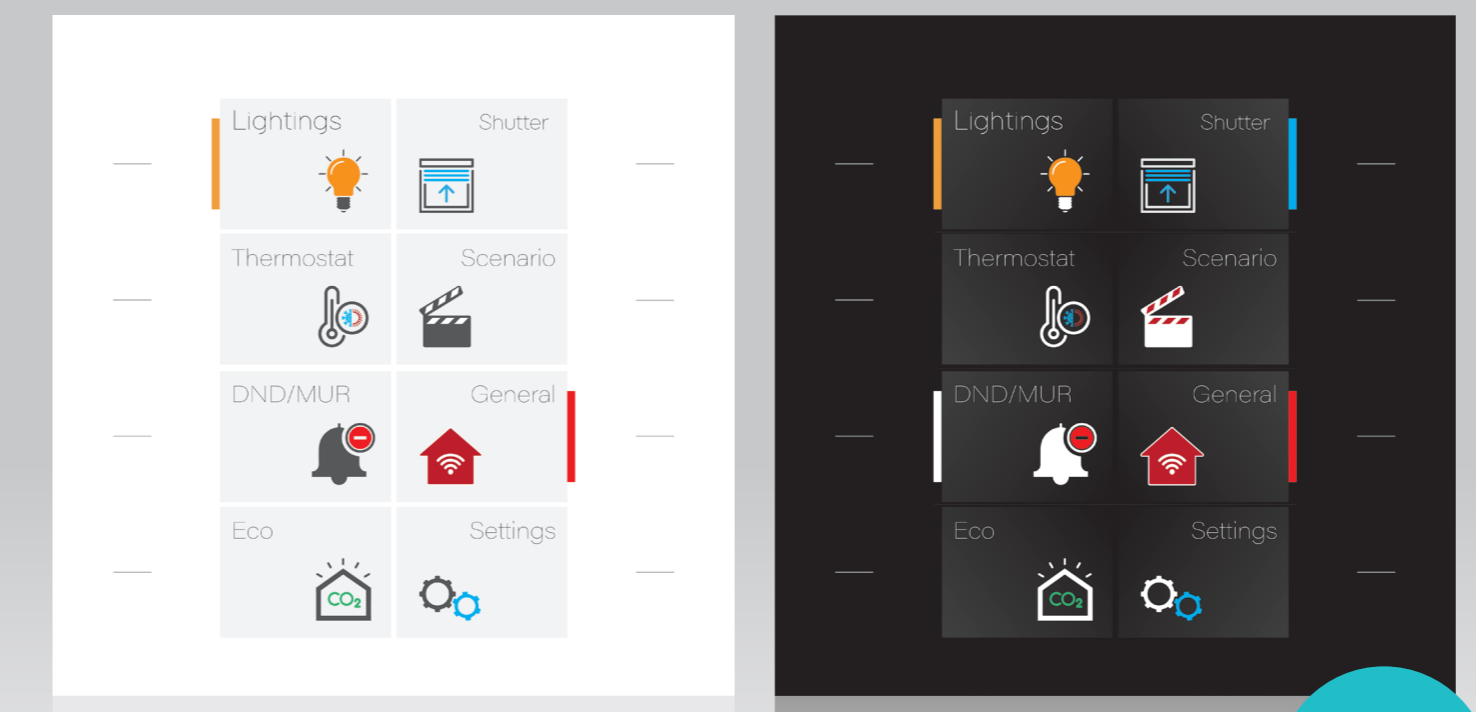 Lightings Shutter
Thermostat Scenario
DND/MUR General
Eco Settings
CO₂
Lightings Shutter
Thermostat Scenario
DND/MUR General
Eco Settings
CO₂